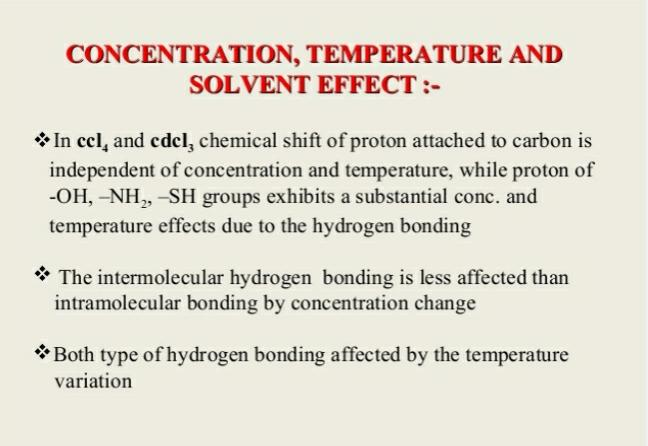 CONCENTRATION, TEMPERATURE AND
SOLVENT EFFECT :-
❖In ccl₄ and cdcl₃ chemical shift of proton attached to carbon is
independent of concentration and temperature, while proton of
-OH, –NH₂, –SH groups exhibits a substantial conc. and
temperature effects due to the hydrogen bonding
❖ The intermolecular hydrogen bonding is less affected than
intramolecular bonding by concentration change
❖Both type of hydrogen bonding affected by the temperature
variation